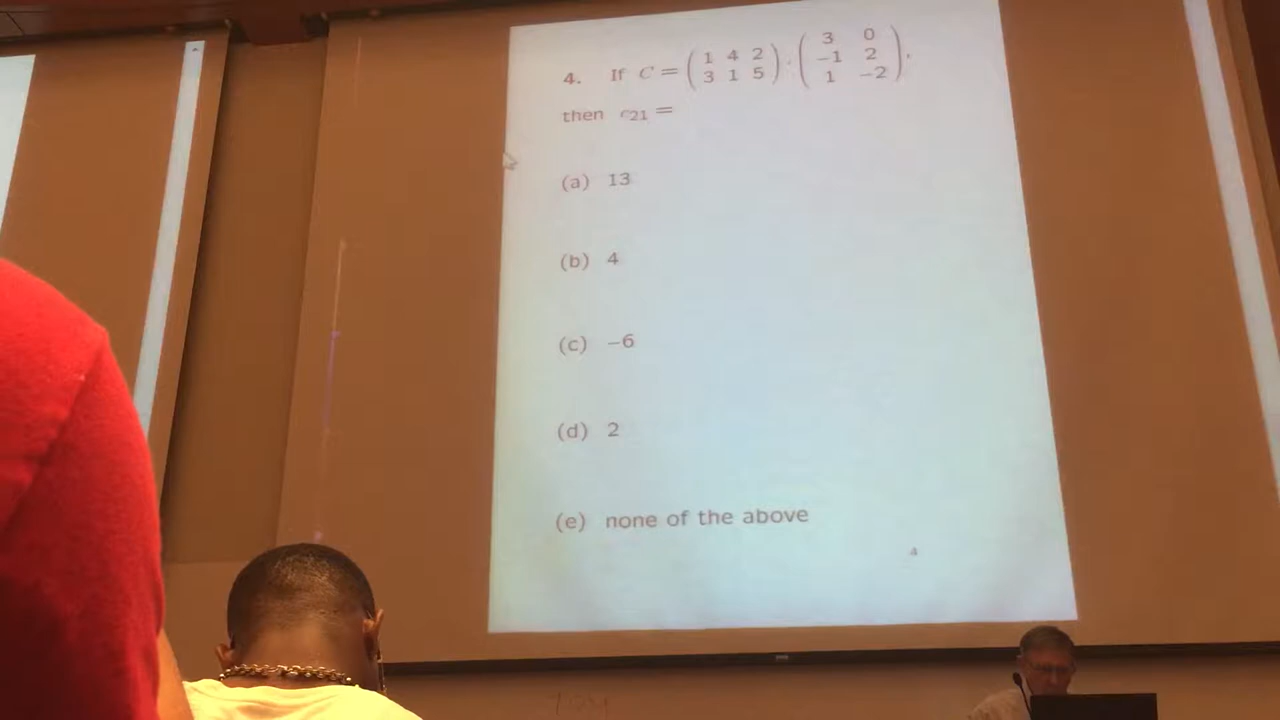 4. If C = ( 1 4 2 ; 3 1 5 ) · ( 3 0 ; −1 2 ; 1 −2 ),
then c21 =
(a) 13
(b) 4
(c) −6
(d) 2
(e) none of the above
4